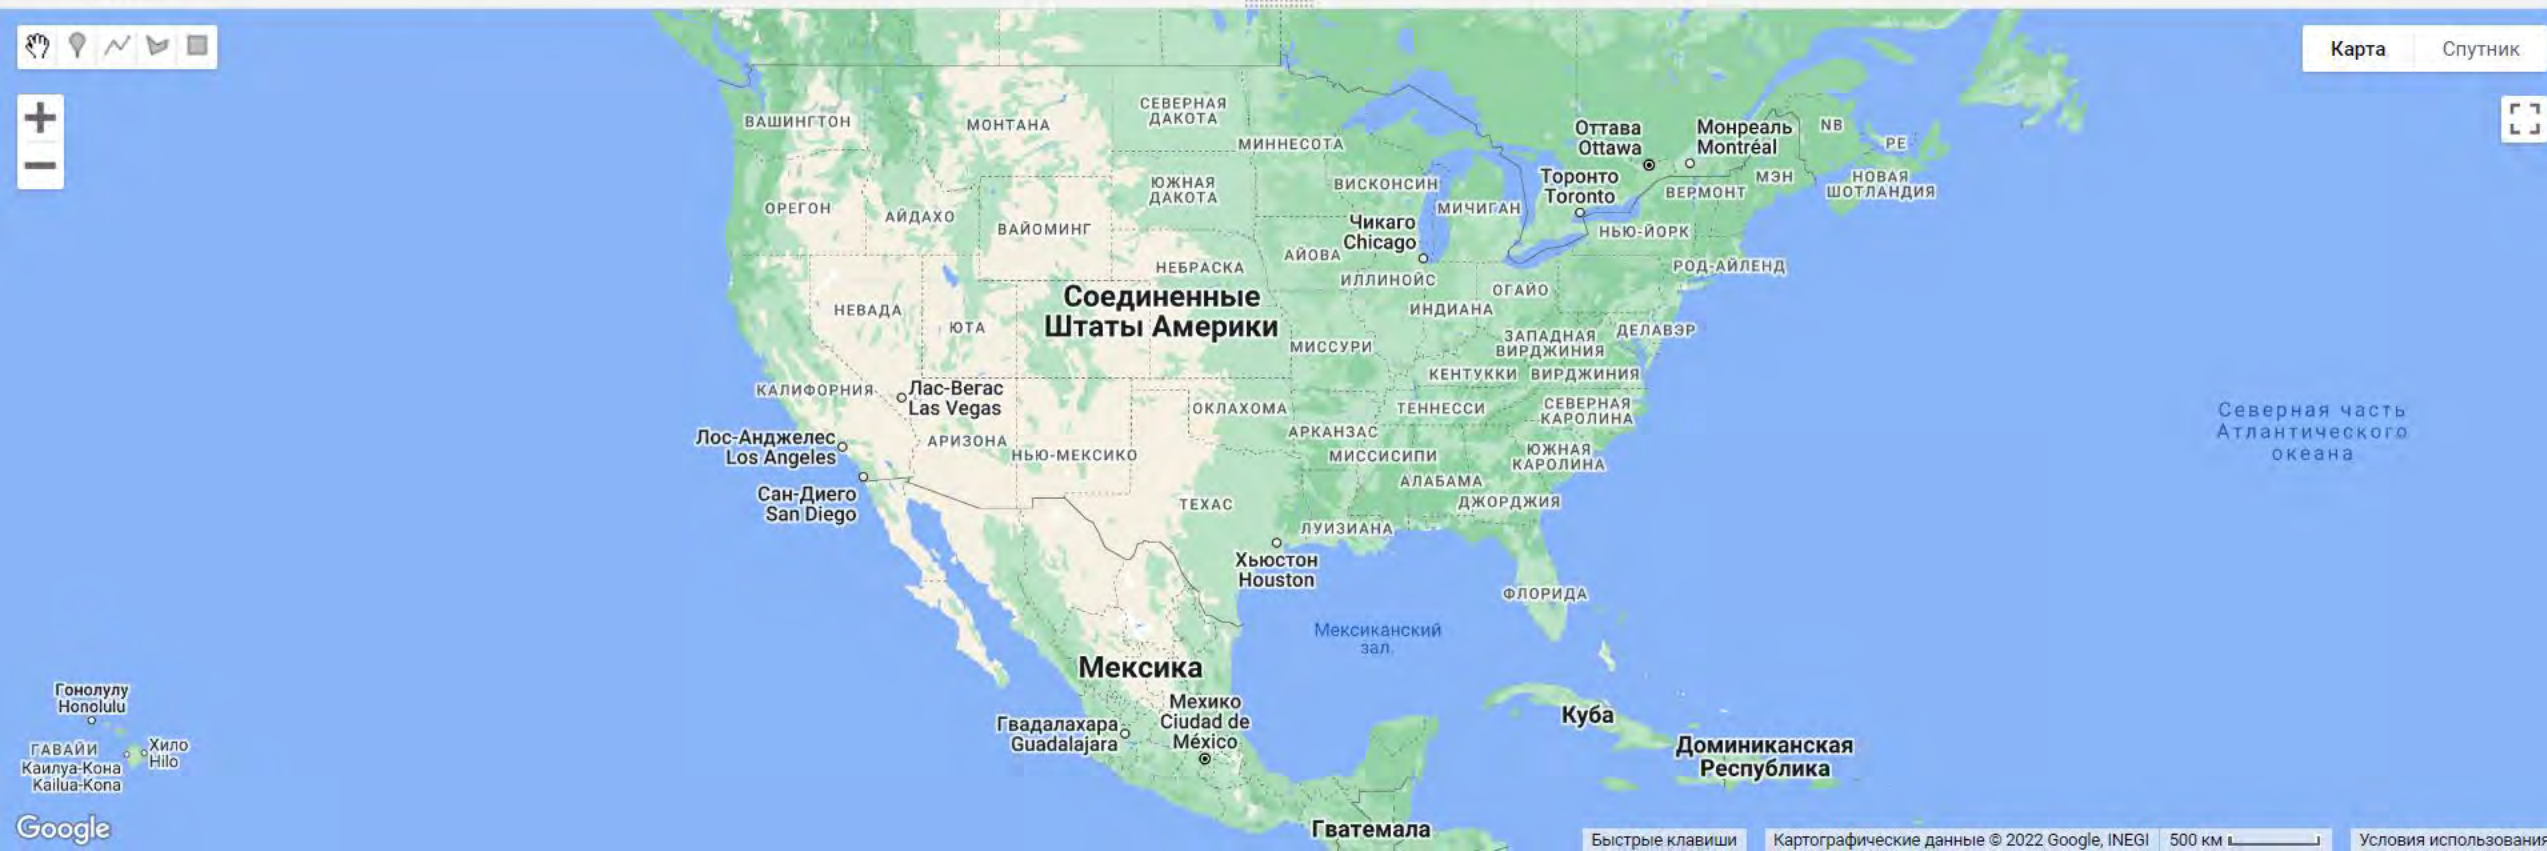 Карта
Спутник
СЕВЕРНАЯ
ДАКОТА
ВАШИНГТОН
МОНТАНА
МИННЕСОТА
Оттава
Ottawa
Монреаль
Montréal
NB
PE
ЮЖНАЯ
ДАКОТА
ВИСКОНСИН
Торонто
Toronto
МЭН
ВЕРМОНТ
НОВАЯ
ШОТЛАНДИЯ
ОРЕГОН
АЙДАХО
ВАЙОМИНГ
МИЧИГАН
Чикаго
Chicago
НЬЮ-ЙОРК
АЙОВА
НЕБРАСКА
ИЛЛИНОЙС
РОД-АЙЛЕНД
ОГАЙО
Соединенные
Штаты Америки
НЕВАДА
ЮТА
ИНДИАНА
ЗАПАДНАЯ
ВИРДЖИНИЯ
ДЕЛАВЭР
МИССУРИ
КЕНТУККИ
ВИРДЖИНИЯ
КАЛИФОРНИЯ
Лас-Вегас
Las Vegas
ОКЛАХОМА
ТЕННЕССИ
СЕВЕРНАЯ
КАРОЛИНА
Северная часть
Атлантического
океана
Лос-Анджелес
Los Angeles
АРИЗОНА
НЬЮ-МЕКСИКО
АРКАНЗАС
МИССИСИПИ
ЮЖНАЯ
КАРОЛИНА
АЛАБАМА
ДЖОРДЖИЯ
Сан-Диего
San Diego
ТЕХАС
ЛУИЗИАНА
Хьюстон
Houston
ФЛОРИДА
Мексиканский
зал.
Мексика
Гонолулу
Honolulu
Мехико
Ciudad de
México
Гвадалахара
Guadalajara
Куба
Доминиканская
Республика
ГАВАЙИ
Хило
Hilo
Каилуа-Кона
Kailua-Kona
Гватемала
Google
Быстрые клавиши
Картографические данные © 2022 Google, INEGI
500 км
Условия использования